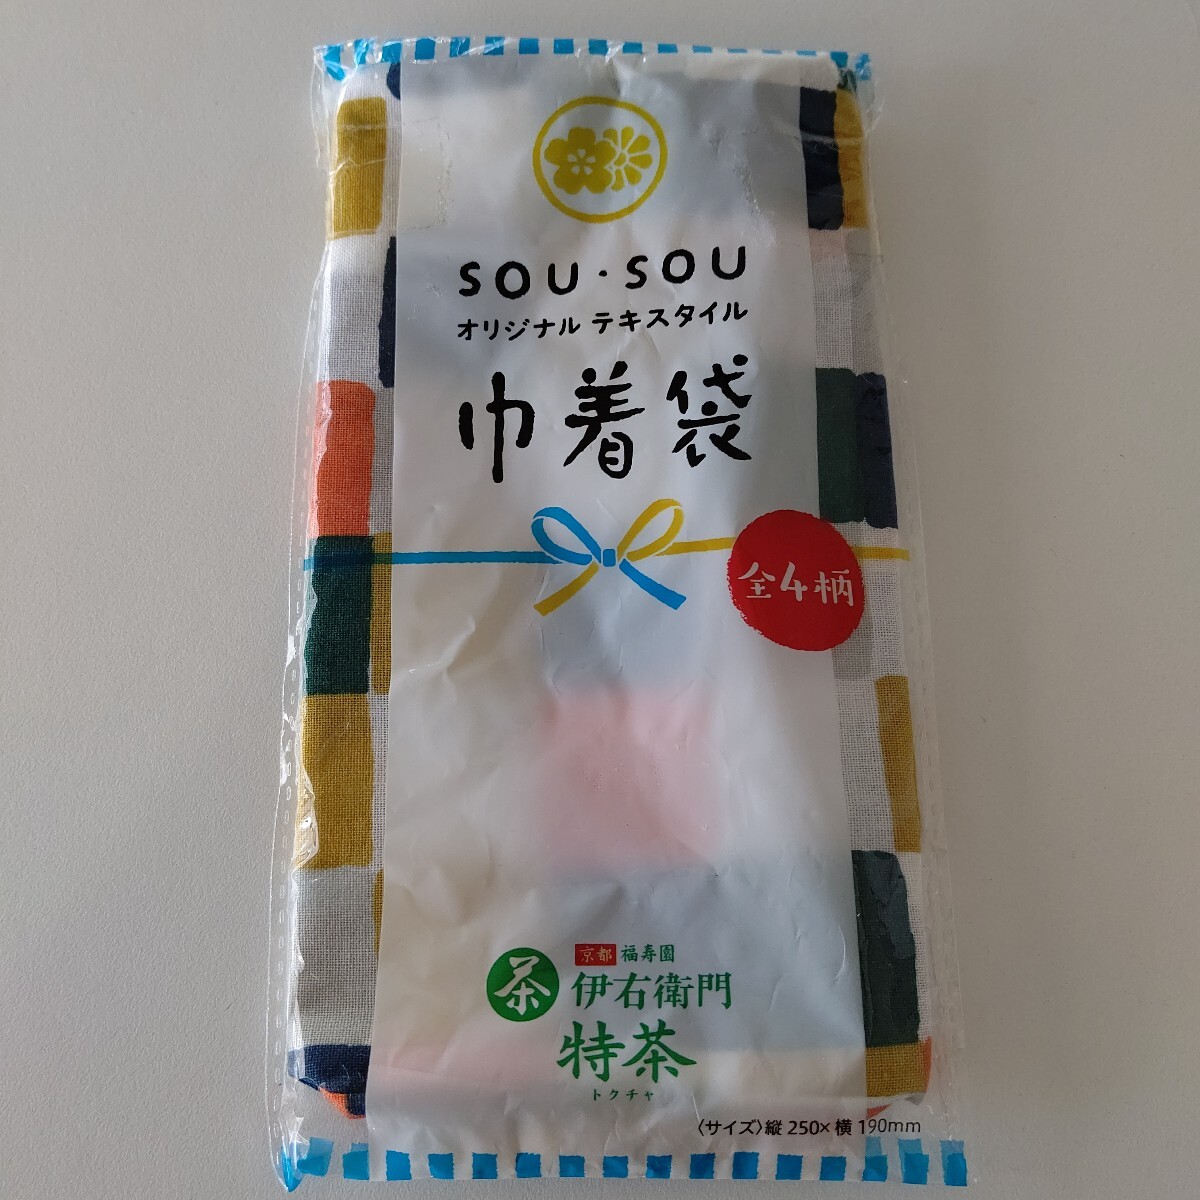 SOU・SOU
オリジナル テキスタイル
巾着袋
全4柄
茶
京都 福寿園
伊右衛門
特茶
トクチャ
〈サイズ〉縦 250× 横 190mm